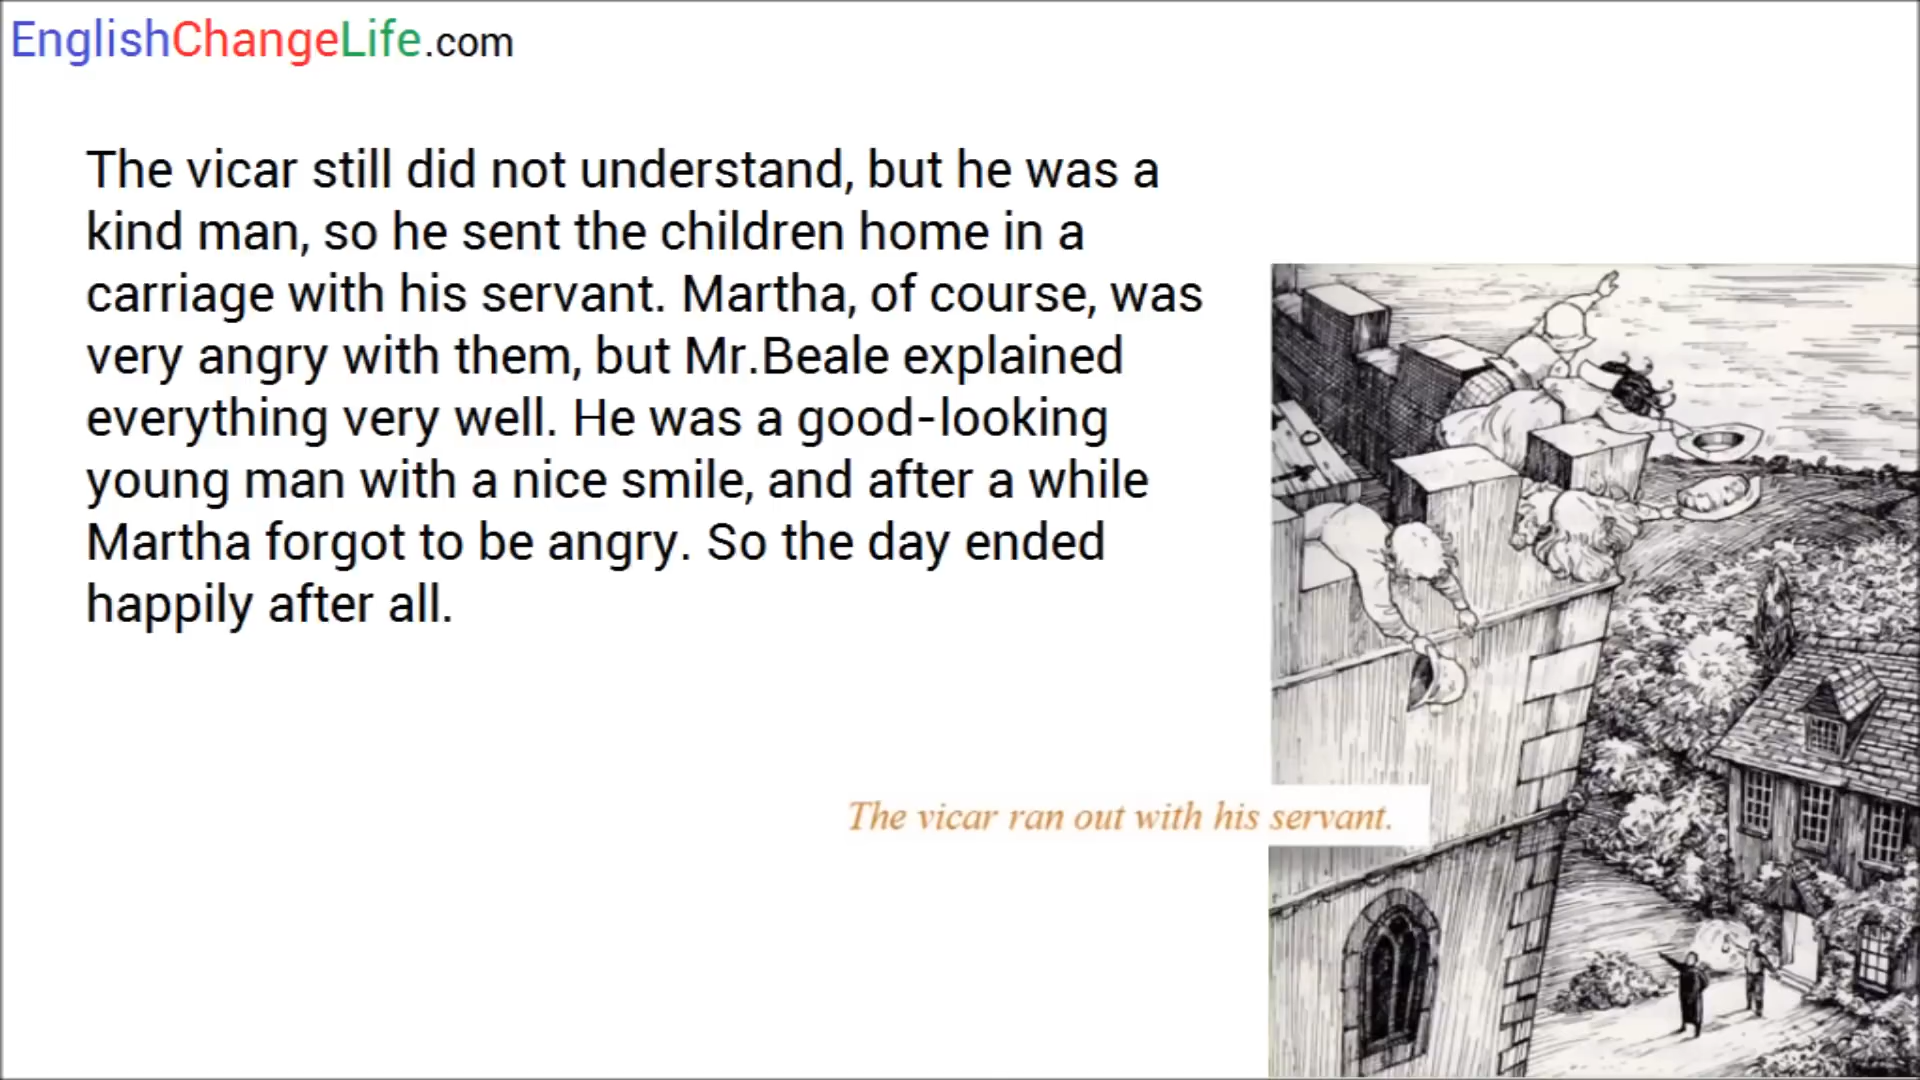 EnglishChangeLife.com
The vicar still did not understand, but he was a
kind man, so he sent the children home in a
carriage with his servant. Martha, of course, was
very angry with them, but Mr.Beale explained
everything very well. He was a good-looking
young man with a nice smile, and after a while
Martha forgot to be angry. So the day ended
happily after all.
The vicar ran out with his servant.